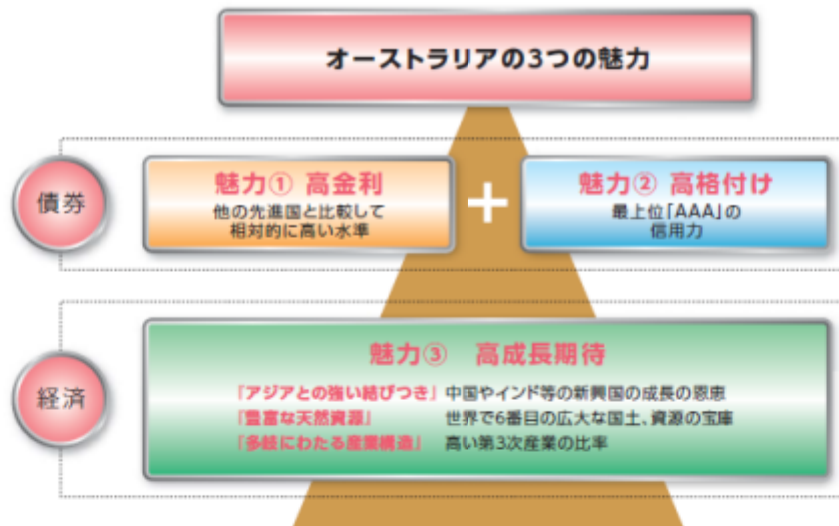 オーストラリアの3つの魅力
債券
魅力① 高金利
他の先進国と比較して
相対的に高い水準
+
魅力② 高格付け
最上位「AAA」の
信用力
経済
魅力③ 高成長期待
『アジアとの強い結びつき』 中国やインド等の新興国の成長の恩恵
『豊富な天然資源』 世界で6番目の広大な国土、資源の宝庫
『多岐にわたる産業構造』 高い第3次産業の比率